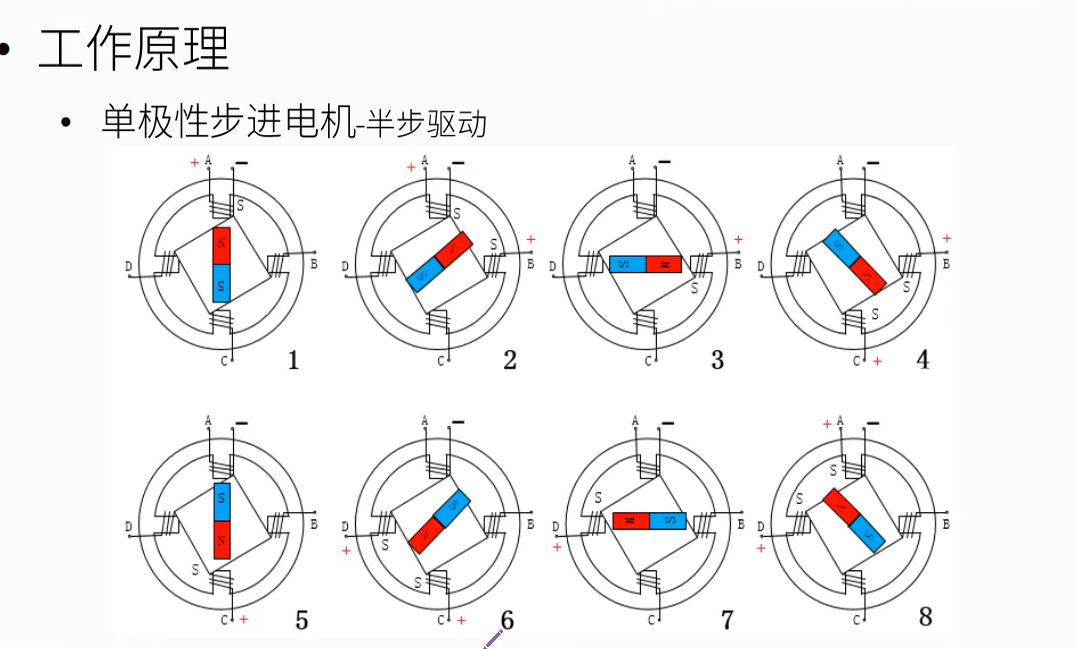 • 工作原理
• 单极性步进电机-半步驱动
+ A − + A − A − A −
S S
N S S + + S N + S +
D B D B D B D B
S S S S
S
C 1 C 2 C 3 C + 4
A − A − A − + A −
S S
S S N S S
D B D B D B D B
N + S + +
S S S
C + 5 C + 6 C 7 C 8